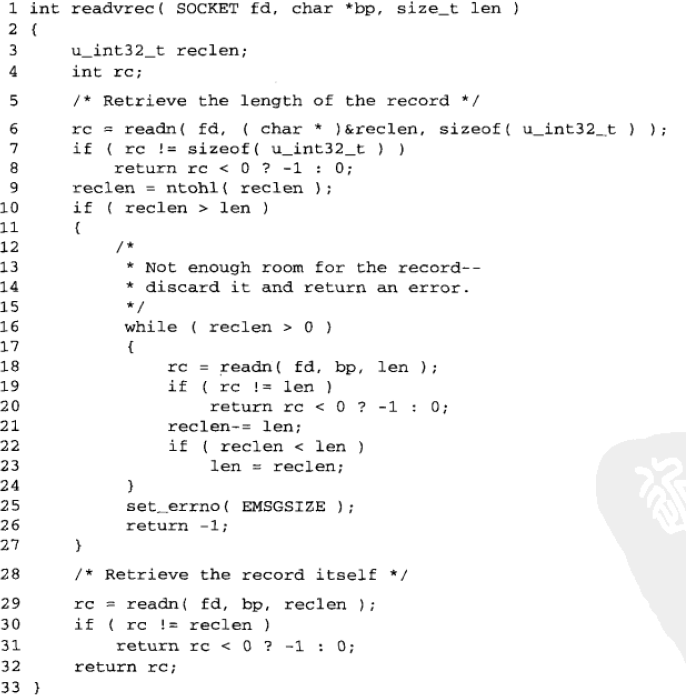 1 int readvrec( SOCKET fd, char *bp, size_t len )
2 {
3     u_int32_t reclen;
4     int rc;
5     /* Retrieve the length of the record */
6     rc = readn( fd, ( char * )&reclen, sizeof( u_int32_t ) );
7     if ( rc != sizeof( u_int32_t ) )
8         return rc < 0 ? -1 : 0;
9     reclen = ntohl( reclen );
10     if ( reclen > len )
11     {
12         /*
13          * Not enough room for the record--
14          * discard it and return an error.
15          */
16         while ( reclen > 0 )
17         {
18             rc = readn( fd, bp, len );
19             if ( rc != len )
20                 return rc < 0 ? -1 : 0;
21             reclen-= len;
22             if ( reclen < len )
23                 len = reclen;
24         }
25         set_errno( EMSGSIZE );
26         return -1;
27     }
28     /* Retrieve the record itself */
29     rc = readn( fd, bp, reclen );
30     if ( rc != reclen )
31         return rc < 0 ? -1 : 0;
32     return rc;
33 }